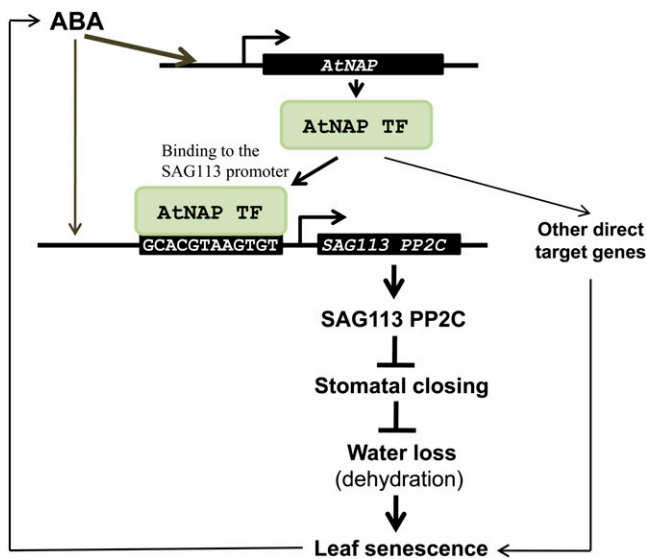 ABA
AtNAP
AtNAP TF
Binding to the
SAG113 promoter
AtNAP TF
GCACGTAAGTGT
SAG113 PP2C
Other direct
target genes
SAG113 PP2C
Stomatal closing
Water loss
(dehydration)
Leaf senescence